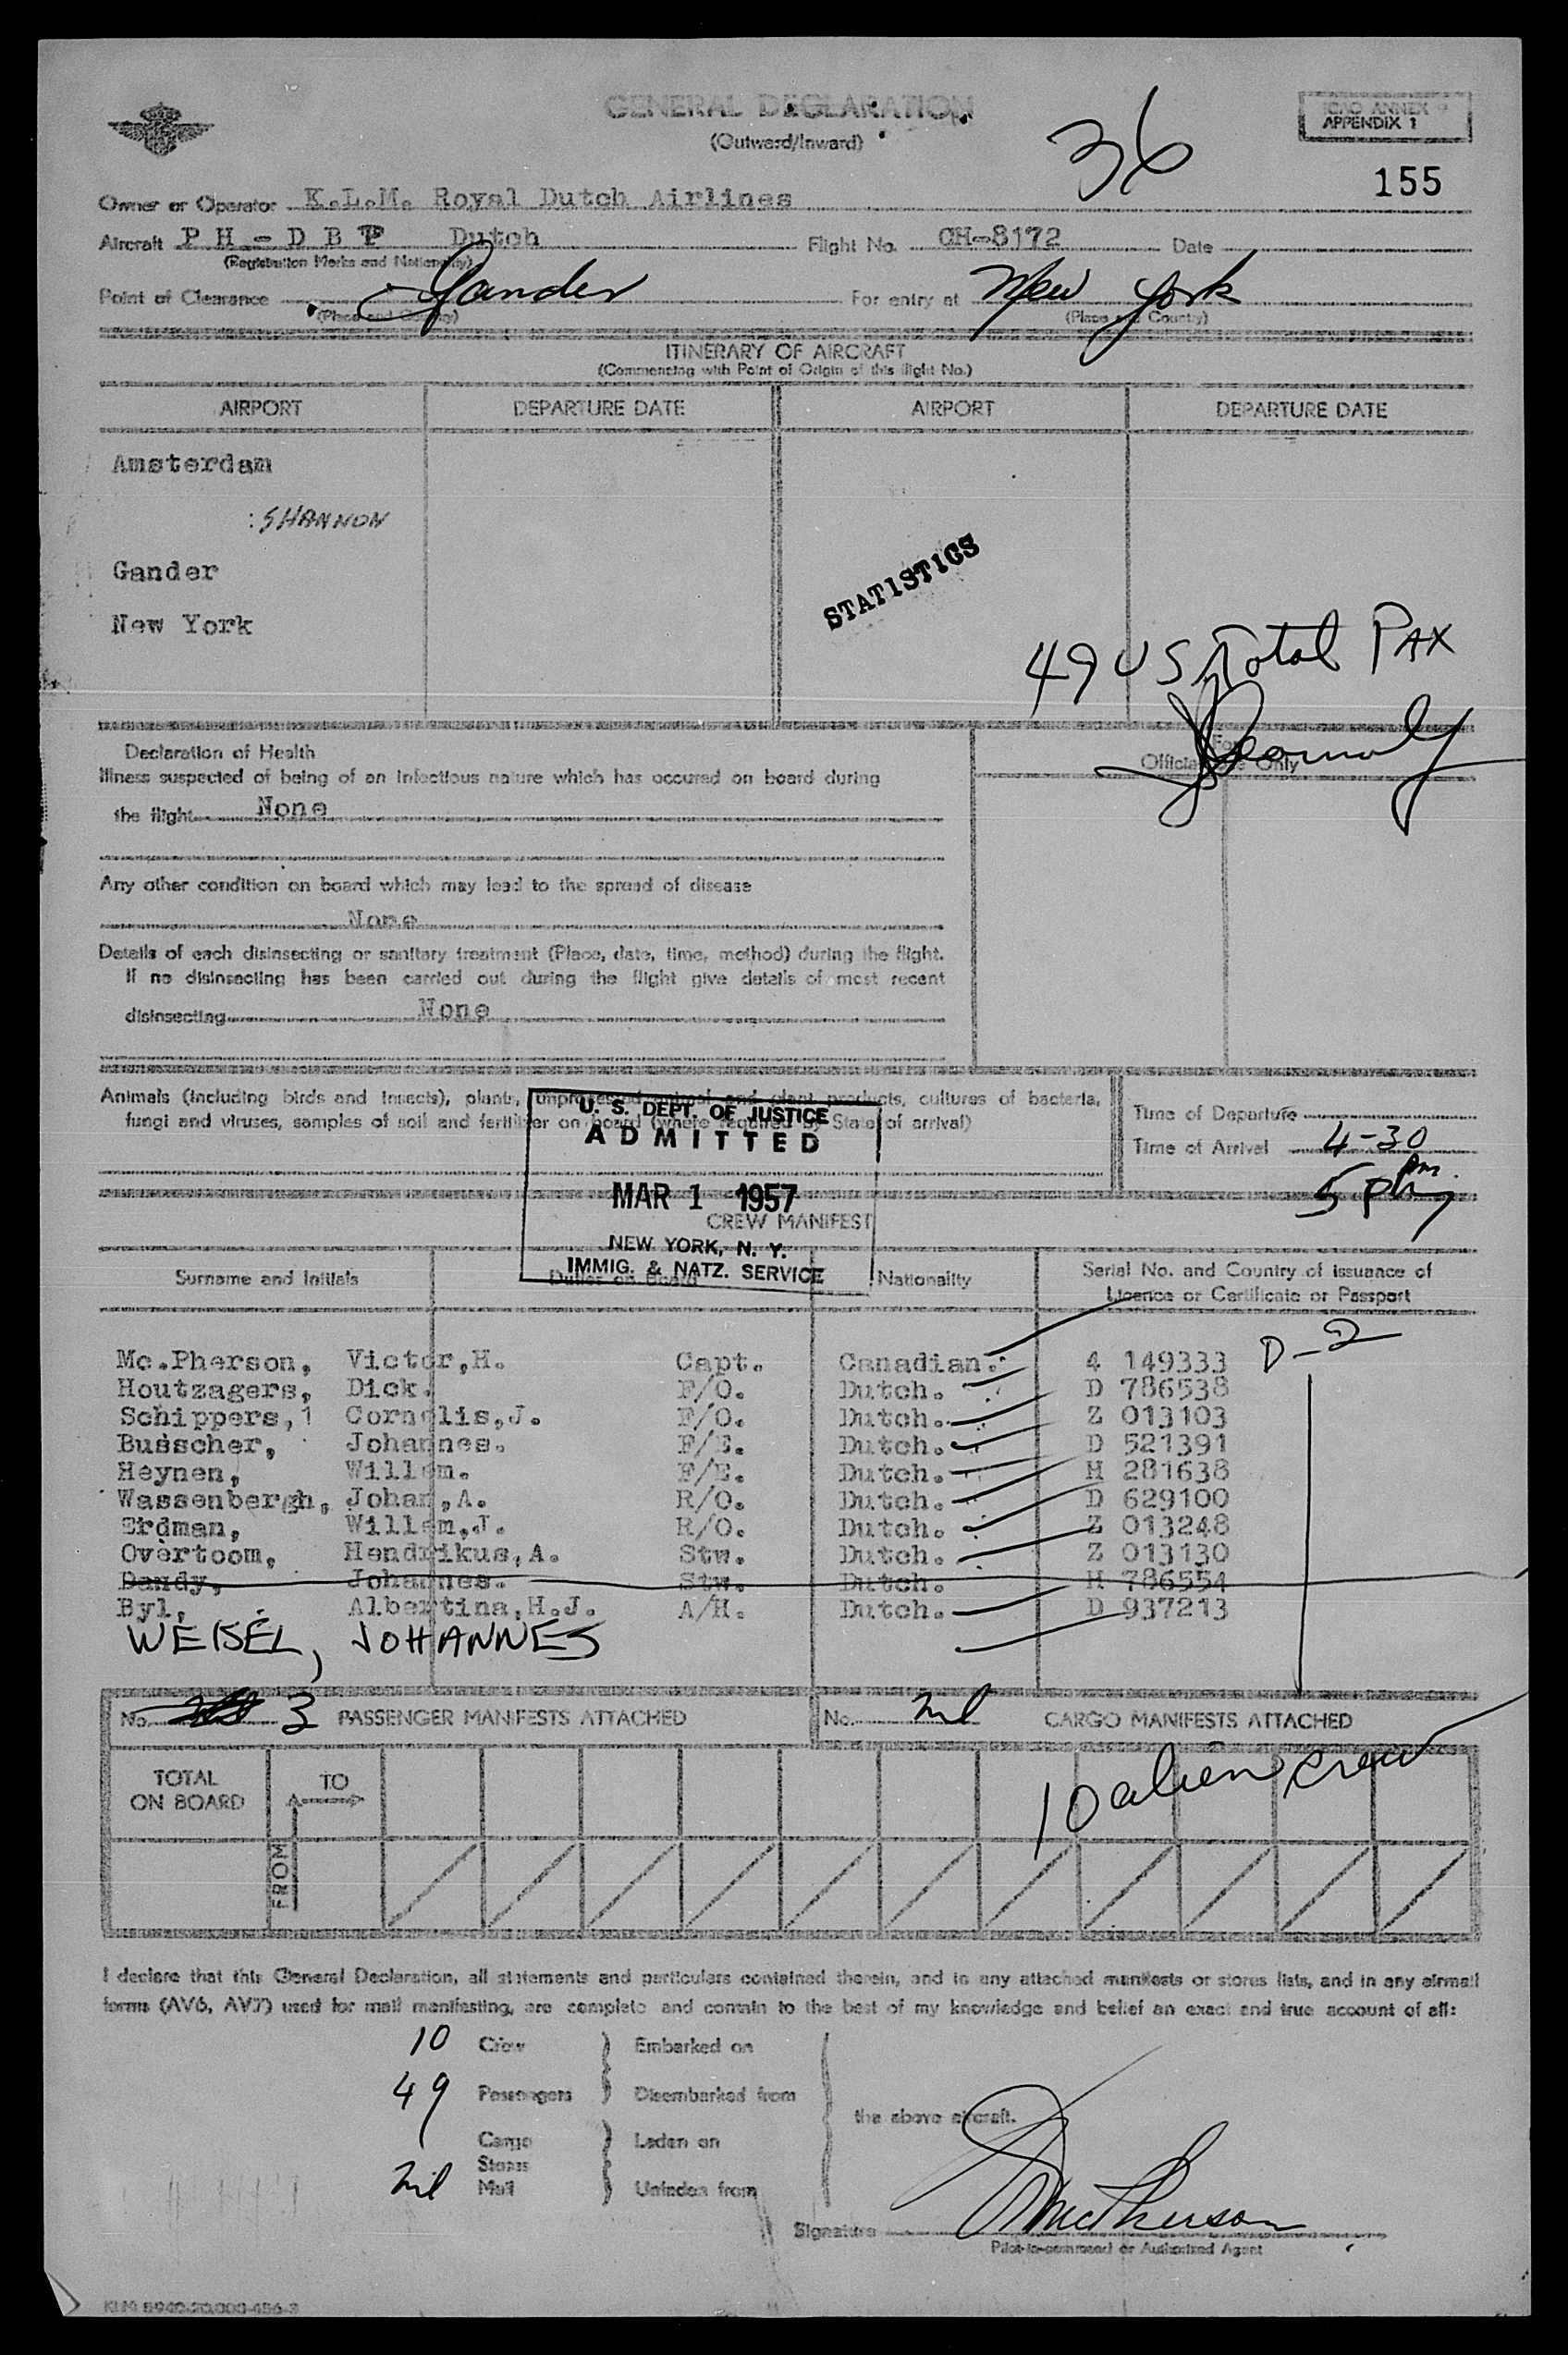 GENERAL DECLARATION
(Outward/Inward)
36
ICAO ANNEX 9
APPENDIX 1
155
Owner or Operator K.L.M. Royal Dutch Airlines
Aircraft P H - D B P Dutch Flight No. CH-8172 Date
(Registration Marks and Nationality)
Point of Clearance Gander For entry at New York
(Place and Country) (Place and Country)
ITINERARY OF AIRCRAFT
(Commencing with Point of Origin of this flight No.)
AIRPORT DEPARTURE DATE AIRPORT DEPARTURE DATE
Amsterdam
SHANNON
Gander
STATISTICS
New York
49 US Total PAX
Declaration of Health
For
Official Use Only
Illness suspected of being of an infectious nature which has occured on board during
the flight None
Any other condition on board which may lead to the spread of disease
None
Details of each disinsecting or sanitary treatment (Place, date, time, method) during the flight.
If no disinsecting has been carried out during the flight give details of most recent
disinsecting None
Animals (including birds and insects), plants, unprocessed animal and plant products, cultures of bacteria,
fungi and viruses, samples of soil and fertilizer on board (where required by State of arrival)
Time of Departure
Time of Arrival 4-30 pm
5 pm
U. S. DEPT. OF JUSTICE
ADMITTED
MAR 1 1957
NEW YORK, N. Y.
IMMIG. & NATZ. SERVICE
CREW MANIFEST
Surname and Initials Duties on Board Nationality Serial No. and Country of issuance of
Licence or Certificate or Passport
D-2
Mc.Pherson, Victor,H. Capt. Canadian. 4 149333
Houtzagers, Dick. F/O. Dutch. D 786538
Schippers, Cornelis,J. F/O. Dutch. Z 013103
Busscher, Johannes. F/E. Dutch. D 521391
Heynen, Willem. F/E. Dutch. H 281638
Wassenbergh, Johan,A. R/O. Dutch. D 629100
Erdman, Willem,J. R/O. Dutch. Z 013248
Overtoom, Hendrikus,A. Stw. Dutch. Z 013130
Dandy, Johannes. Stw. Dutch. H 786554
Byl, Albertina,H.J. A/H. Dutch. D 937213
WEISEL, JOHANNES
No. 3 PASSENGER MANIFESTS ATTACHED No. nil CARGO MANIFESTS ATTACHED
TOTAL
ON BOARD
TO
FROM
10 alien crew
I declare that this General Declaration, all statements and particulars contained therein, and in any attached manifests or stores lists, and in any airmail
forms (AV6, AV7) used for mail manifesting, are complete and contain to the best of my knowledge and belief an exact and true account of all:
10 Crew Embarked on
49 Passengers Disembarked from
the above aircraft.
Cargo Laden on
Stores
nil Mail Unladen from
Signature McPherson
Pilot-in-command or Authorized Agent